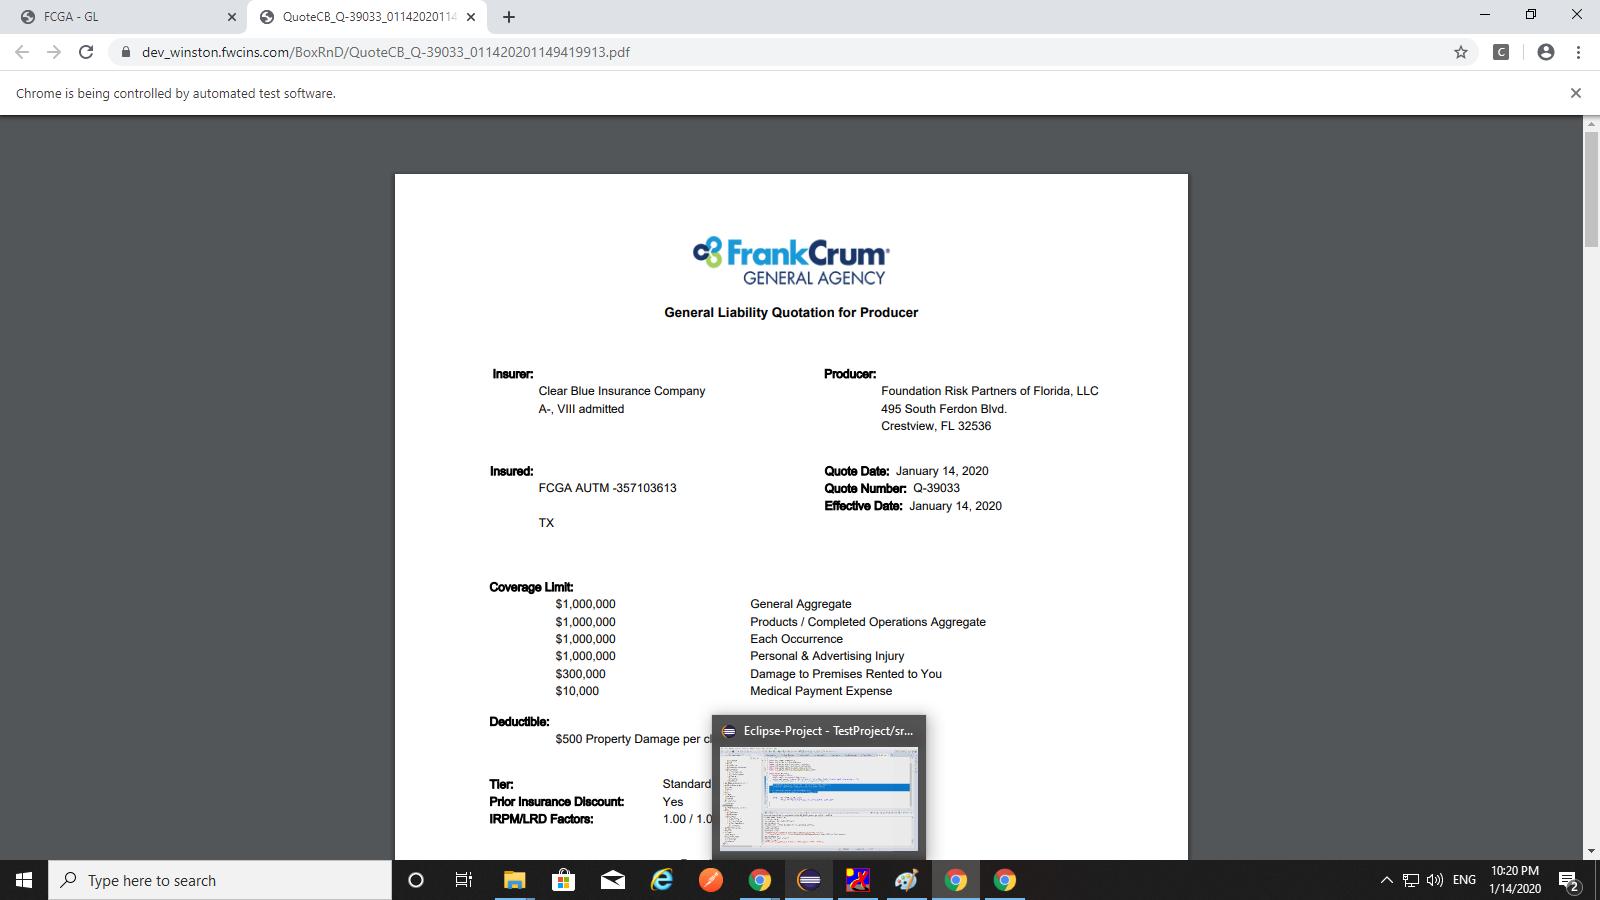 FCGA - GL
QuoteCB_Q-39033_01142020114
dev_winston.fwcins.com/BoxRnD/QuoteCB_Q-39033_011420201149419913.pdf
C
Chrome is being controlled by automated test software.
FrankCrum
GENERAL AGENCY
General Liability Quotation for Producer
Insurer:
Clear Blue Insurance Company
A-, VIII admitted
Producer:
Foundation Risk Partners of Florida, LLC
495 South Ferdon Blvd.
Crestview, FL 32536
Insured:
FCGA AUTM -357103613
TX
Quote Date: January 14, 2020
Quote Number: Q-39033
Effective Date: January 14, 2020
Coverage Limit:
$1,000,000 General Aggregate
$1,000,000 Products / Completed Operations Aggregate
$1,000,000 Each Occurrence
$1,000,000 Personal & Advertising Injury
$300,000 Damage to Premises Rented to You
$10,000 Medical Payment Expense
Deductible:
$500 Property Damage per cl
Tier: Standard
Prior Insurance Discount: Yes
IRPM/LRD Factors: 1.00 / 1.0
Eclipse-Project - TestProject/sr...
Type here to search
ENG
10:20 PM
1/14/2020
2